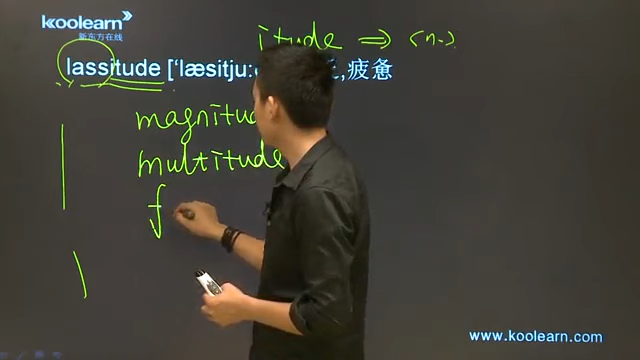 koolearn
新东方在线
itude ⇒ (n.)
lassitude ['læsitju: ,疲惫
magnitud
multitude
f
www.koolearn.com